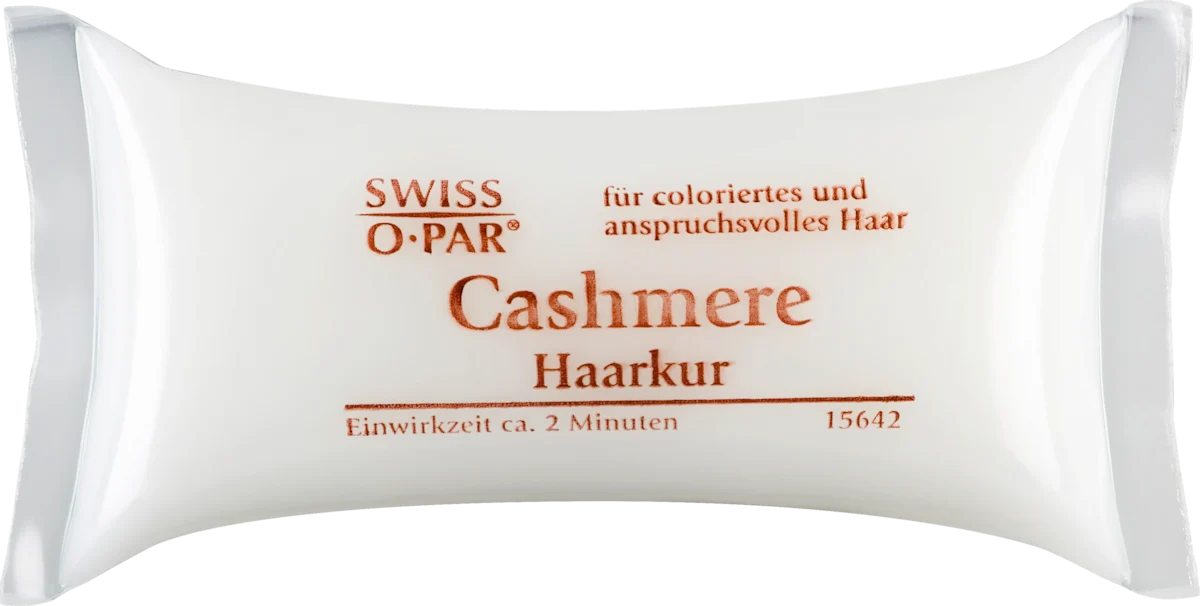 SWISS
O·PAR®
für coloriertes und
anspruchsvolles Haar
Cashmere
Haarkur
Einwirkzeit ca. 2 Minuten 15642